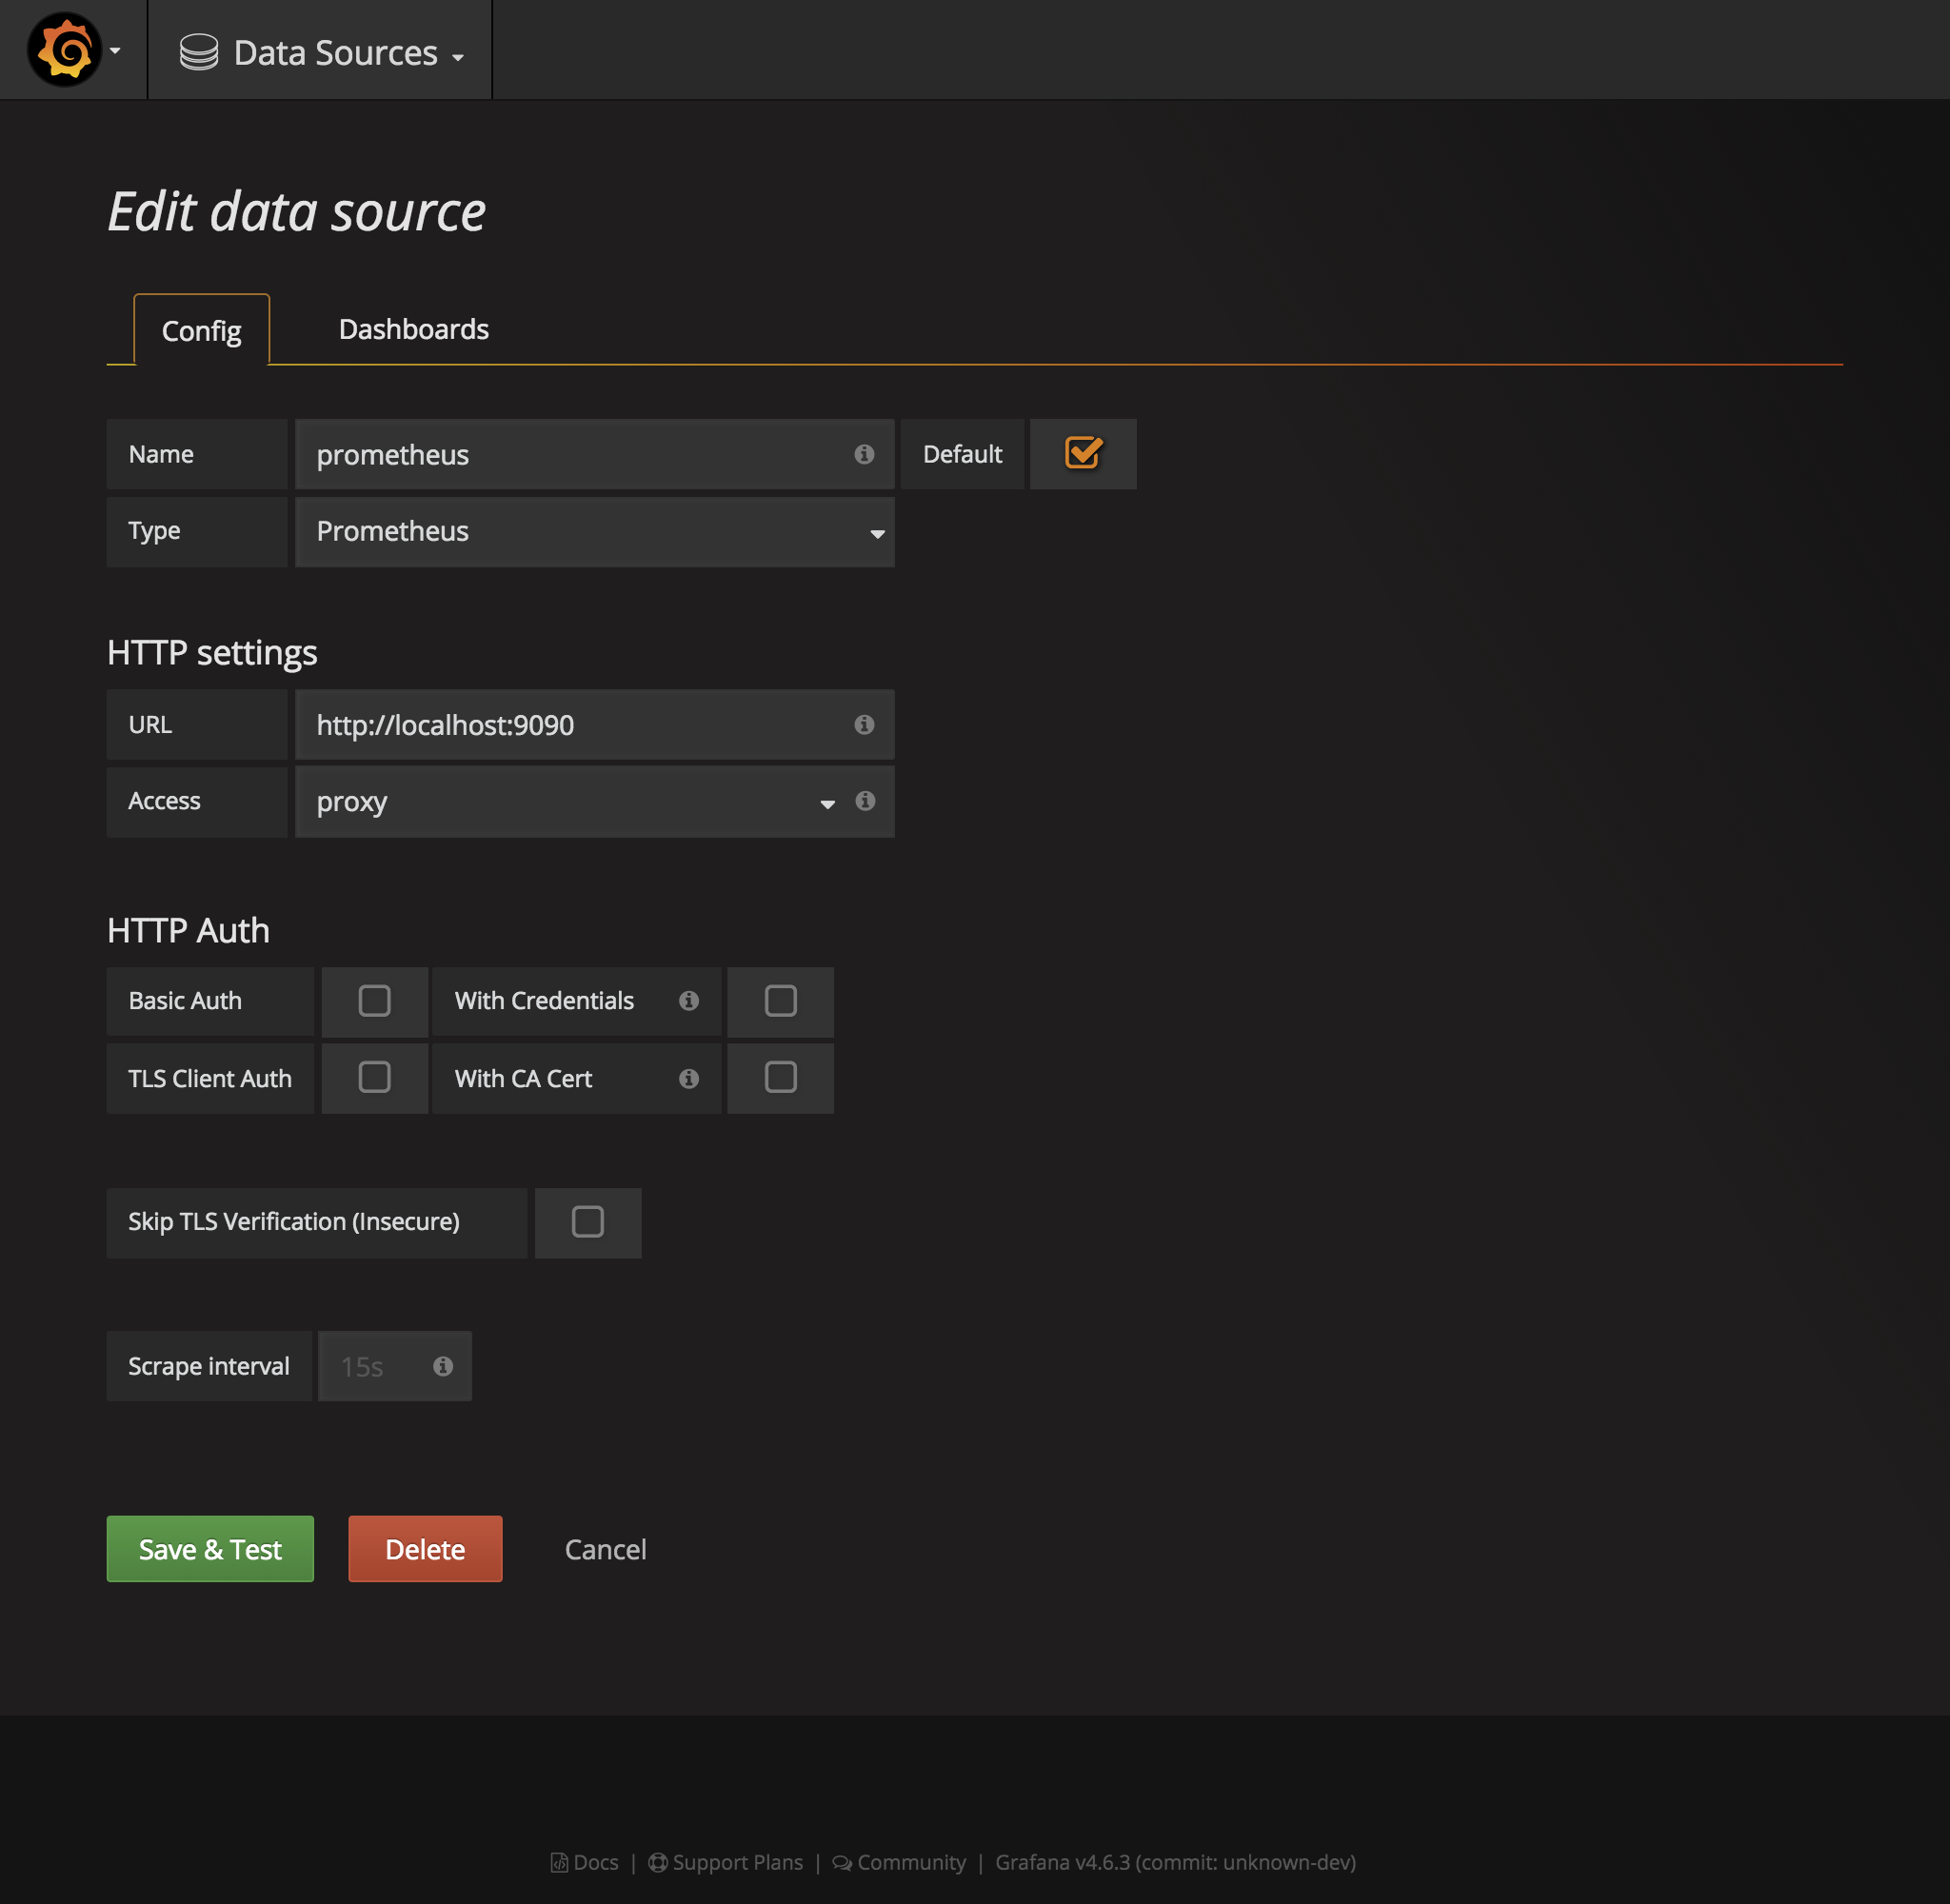 Data Sources
Edit data source
Config Dashboards
Name prometheus Default
Type Prometheus
HTTP settings
URL http://localhost:9090
Access proxy
HTTP Auth
Basic Auth With Credentials
TLS Client Auth With CA Cert
Skip TLS Verification (Insecure)
Scrape interval 15s
Save & Test Delete Cancel
Docs | Support Plans | Community | Grafana v4.6.3 (commit: unknown-dev)